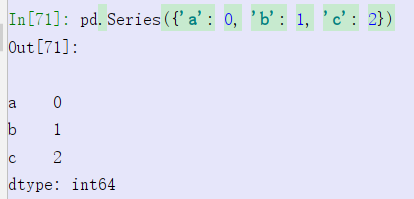 In[71]: pd.Series({'a': 0, 'b': 1, 'c': 2})
Out[71]:
a    0
b    1
c    2
dtype: int64